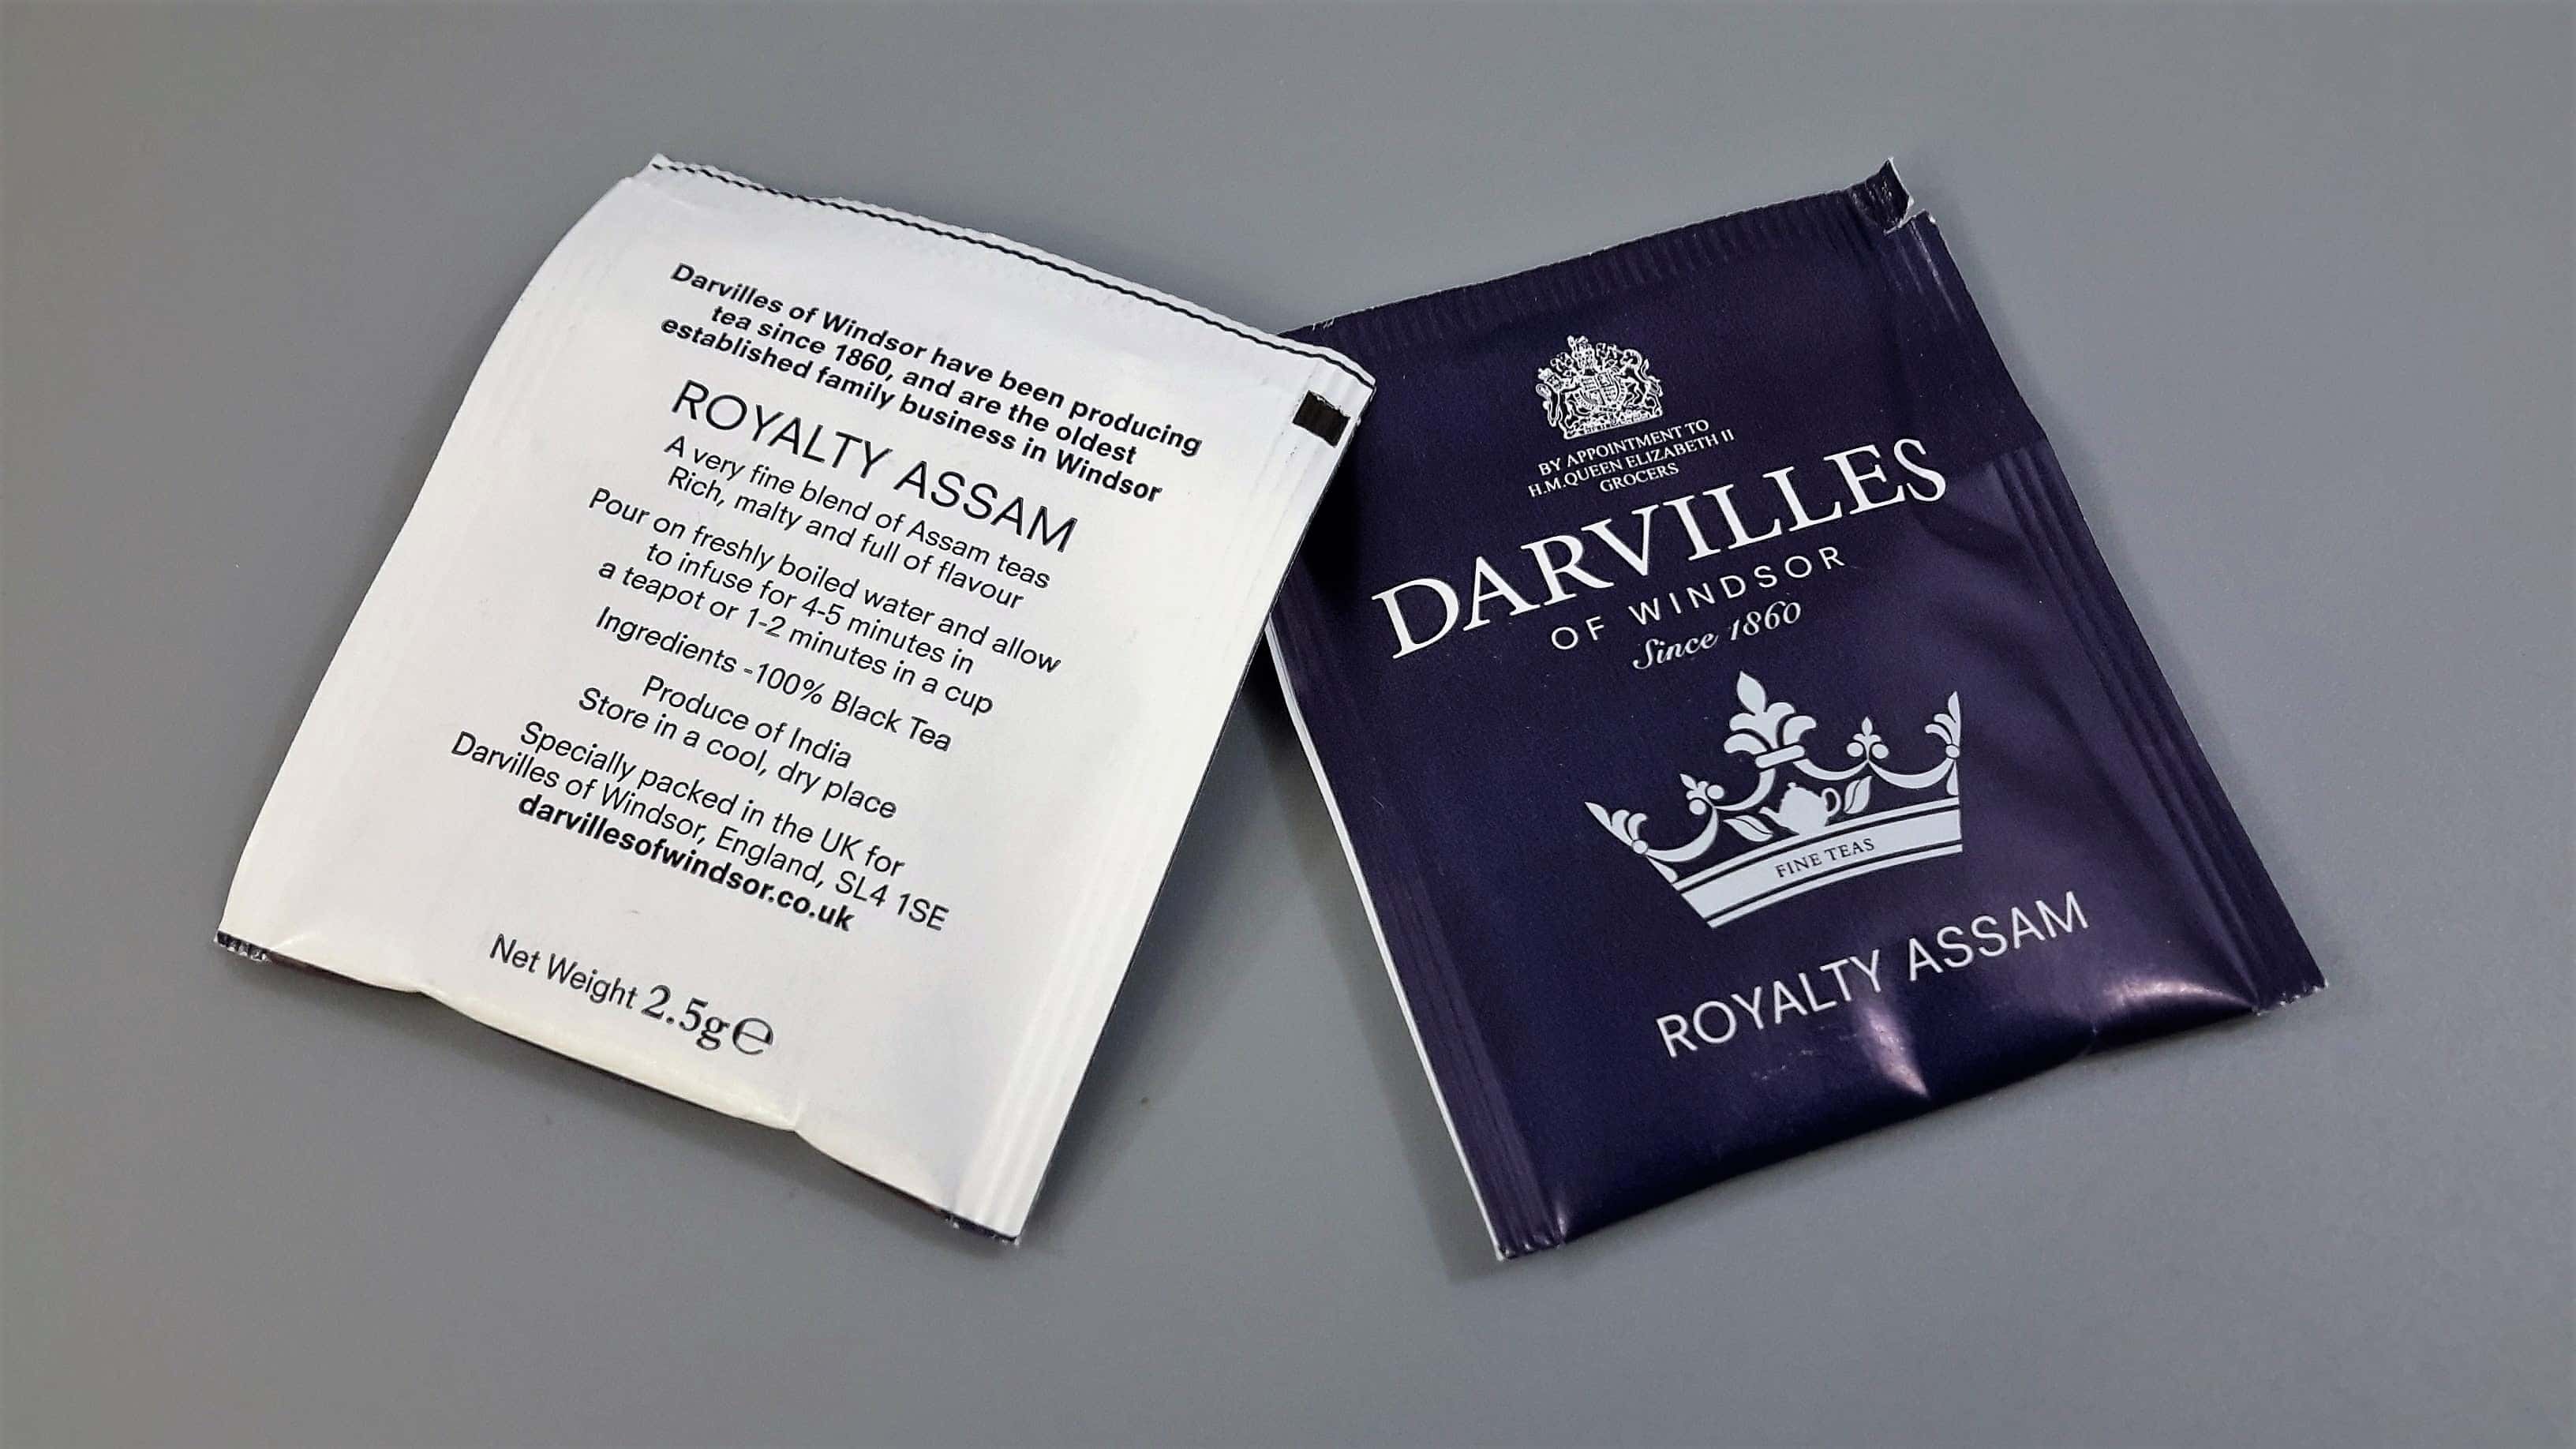 Darvilles of Windsor have been producing
tea since 1860, and are the oldest
established family business in Windsor
ROYALTY ASSAM
A very fine blend of Assam teas
Rich, malty and full of flavour
Pour on freshly boiled water and allow
to infuse for 4-5 minutes in
a teapot or 1-2 minutes in a cup
Ingredients -100% Black Tea
Produce of India
Store in a cool, dry place
Specially packed in the UK for
Darvilles of Windsor, England, SL4 1SE
darvillesofwindsor.co.uk
Net Weight 2.5g℮
BY APPOINTMENT TO
H.M.QUEEN ELIZABETH II
GROCERS
DARVILLES
OF WINDSOR
Since 1860
FINE TEAS
ROYALTY ASSAM